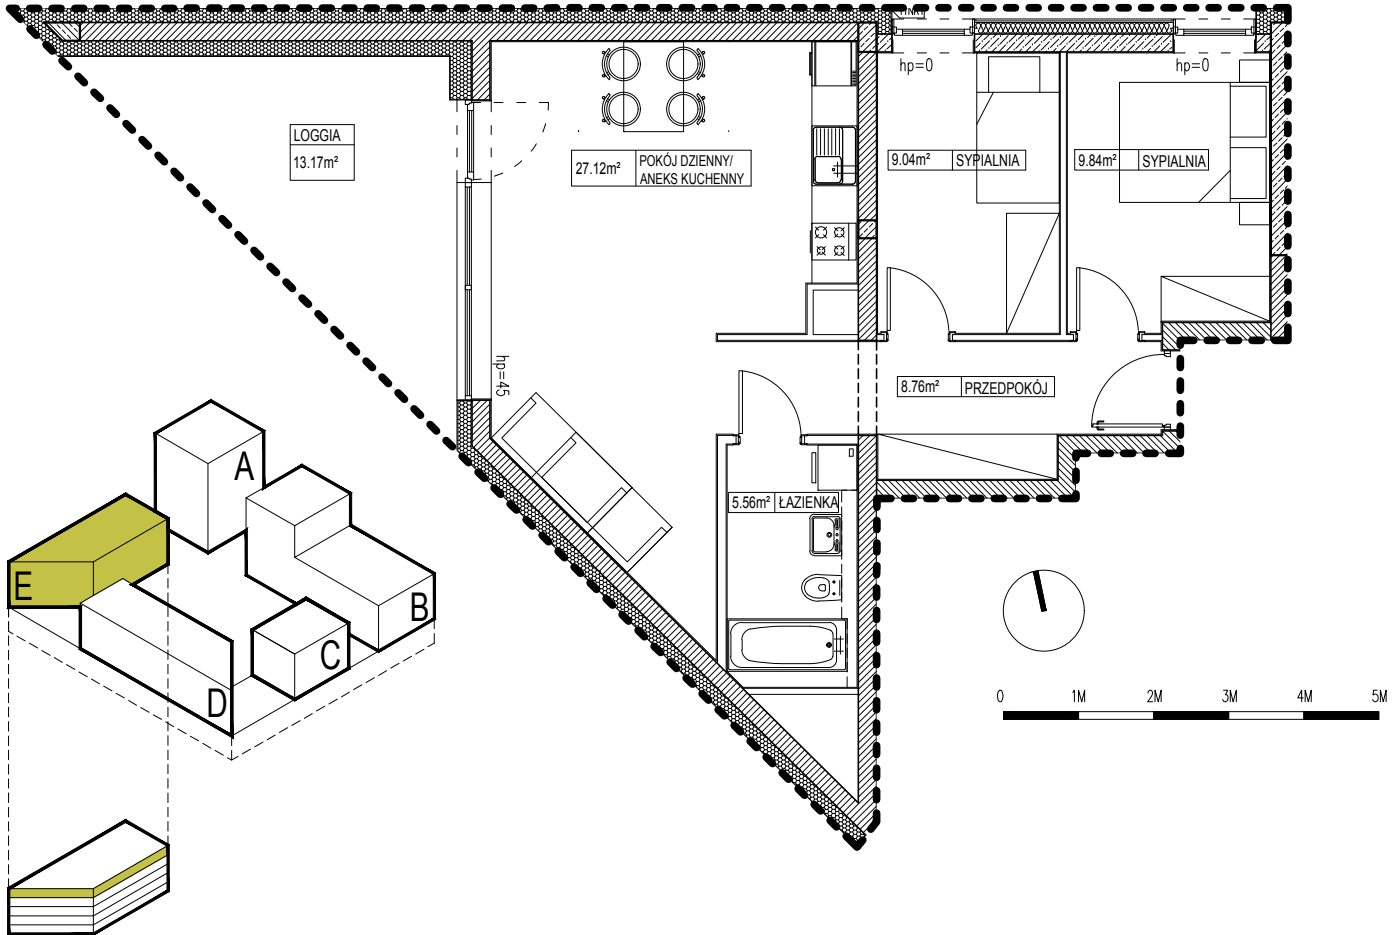 hp=0
hp=0
LOGGIA
13.17m²
27.12m² POKÓJ DZIENNY/
ANEKS KUCHENNY
9.04m² SYPIALNIA
9.84m² SYPIALNIA
hp=45
8.76m² PRZEDPOKÓJ
5.56m² ŁAZIENKA
A
E
B
C
D
0 1M 2M 3M 4M 5M